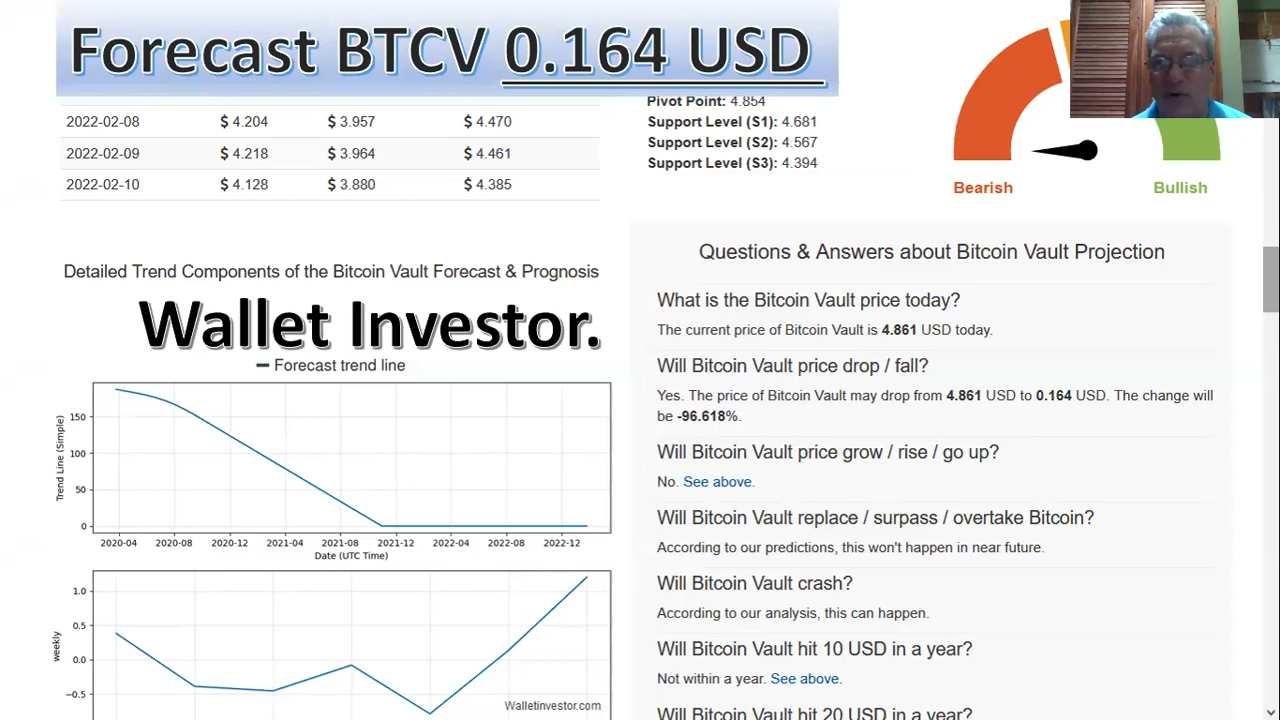 Forecast BTCV 0.164 USD
2022-02-08 $ 4.204 $ 3.957 $ 4.470
2022-02-09 $ 4.218 $ 3.964 $ 4.461
2022-02-10 $ 4.128 $ 3.880 $ 4.385
Pivot Point: 4.854
Support Level (S1): 4.681
Support Level (S2): 4.567
Support Level (S3): 4.394
Bearish
Bullish
Detailed Trend Components of the Bitcoin Vault Forecast & Prognosis
Wallet Investor.
Forecast trend line
Trend Line (Simple)
150
100
50
0
2020-04 2020-08 2020-12 2021-04 2021-08 2021-12 2022-04 2022-08 2022-12
Date (UTC Time)
weekly
1.0
0.5
0.0
−0.5
Walletinvestor.com
Questions & Answers about Bitcoin Vault Projection
What is the Bitcoin Vault price today?
The current price of Bitcoin Vault is 4.861 USD today.
Will Bitcoin Vault price drop / fall?
Yes. The price of Bitcoin Vault may drop from 4.861 USD to 0.164 USD. The change will
be -96.618%.
Will Bitcoin Vault price grow / rise / go up?
No. See above.
Will Bitcoin Vault replace / surpass / overtake Bitcoin?
According to our predictions, this won't happen in near future.
Will Bitcoin Vault crash?
According to our analysis, this can happen.
Will Bitcoin Vault hit 10 USD in a year?
Not within a year. See above.
Will Bitcoin Vault hit 20 USD in a year?